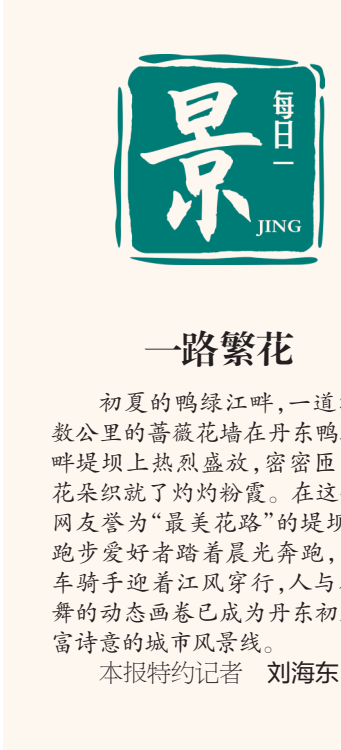 景
每日一
JING
一路繁花
初夏的鸭绿江畔，一道
数公里的蔷薇花墙在丹东鸭
畔堤坝上热烈盛放，密密匝
花朵织就了灼灼粉霞。在这
网友誉为“最美花路”的堤坝
跑步爱好者踏着晨光奔跑，
车骑手迎着江风穿行，人与
舞的动态画卷已成为丹东初
富诗意的城市风景线。
本报特约记者　刘海东